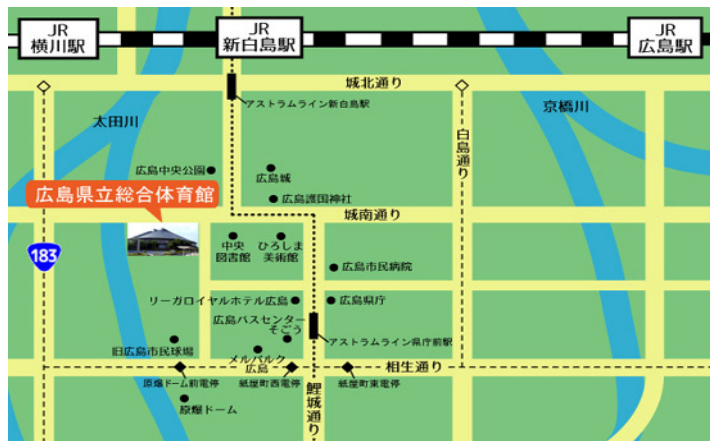 JR
横川駅
JR
新白島駅
JR
広島駅
城北通り
アストラムライン新白島駅
太田川
京橋川
白島通り
広島中央公園
広島城
広島県立総合体育館
広島護国神社
城南通り
183
中央
図書館
ひろしま
美術館
広島市民病院
リーガロイヤルホテル広島
広島県庁
広島バスセンター
そごう
アストラムライン県庁前駅
旧広島市民球場
メルパルク
広島
相生通り
原爆ドーム前電停
紙屋町西電停
紙屋町東電停
原爆ドーム
鯉城通り